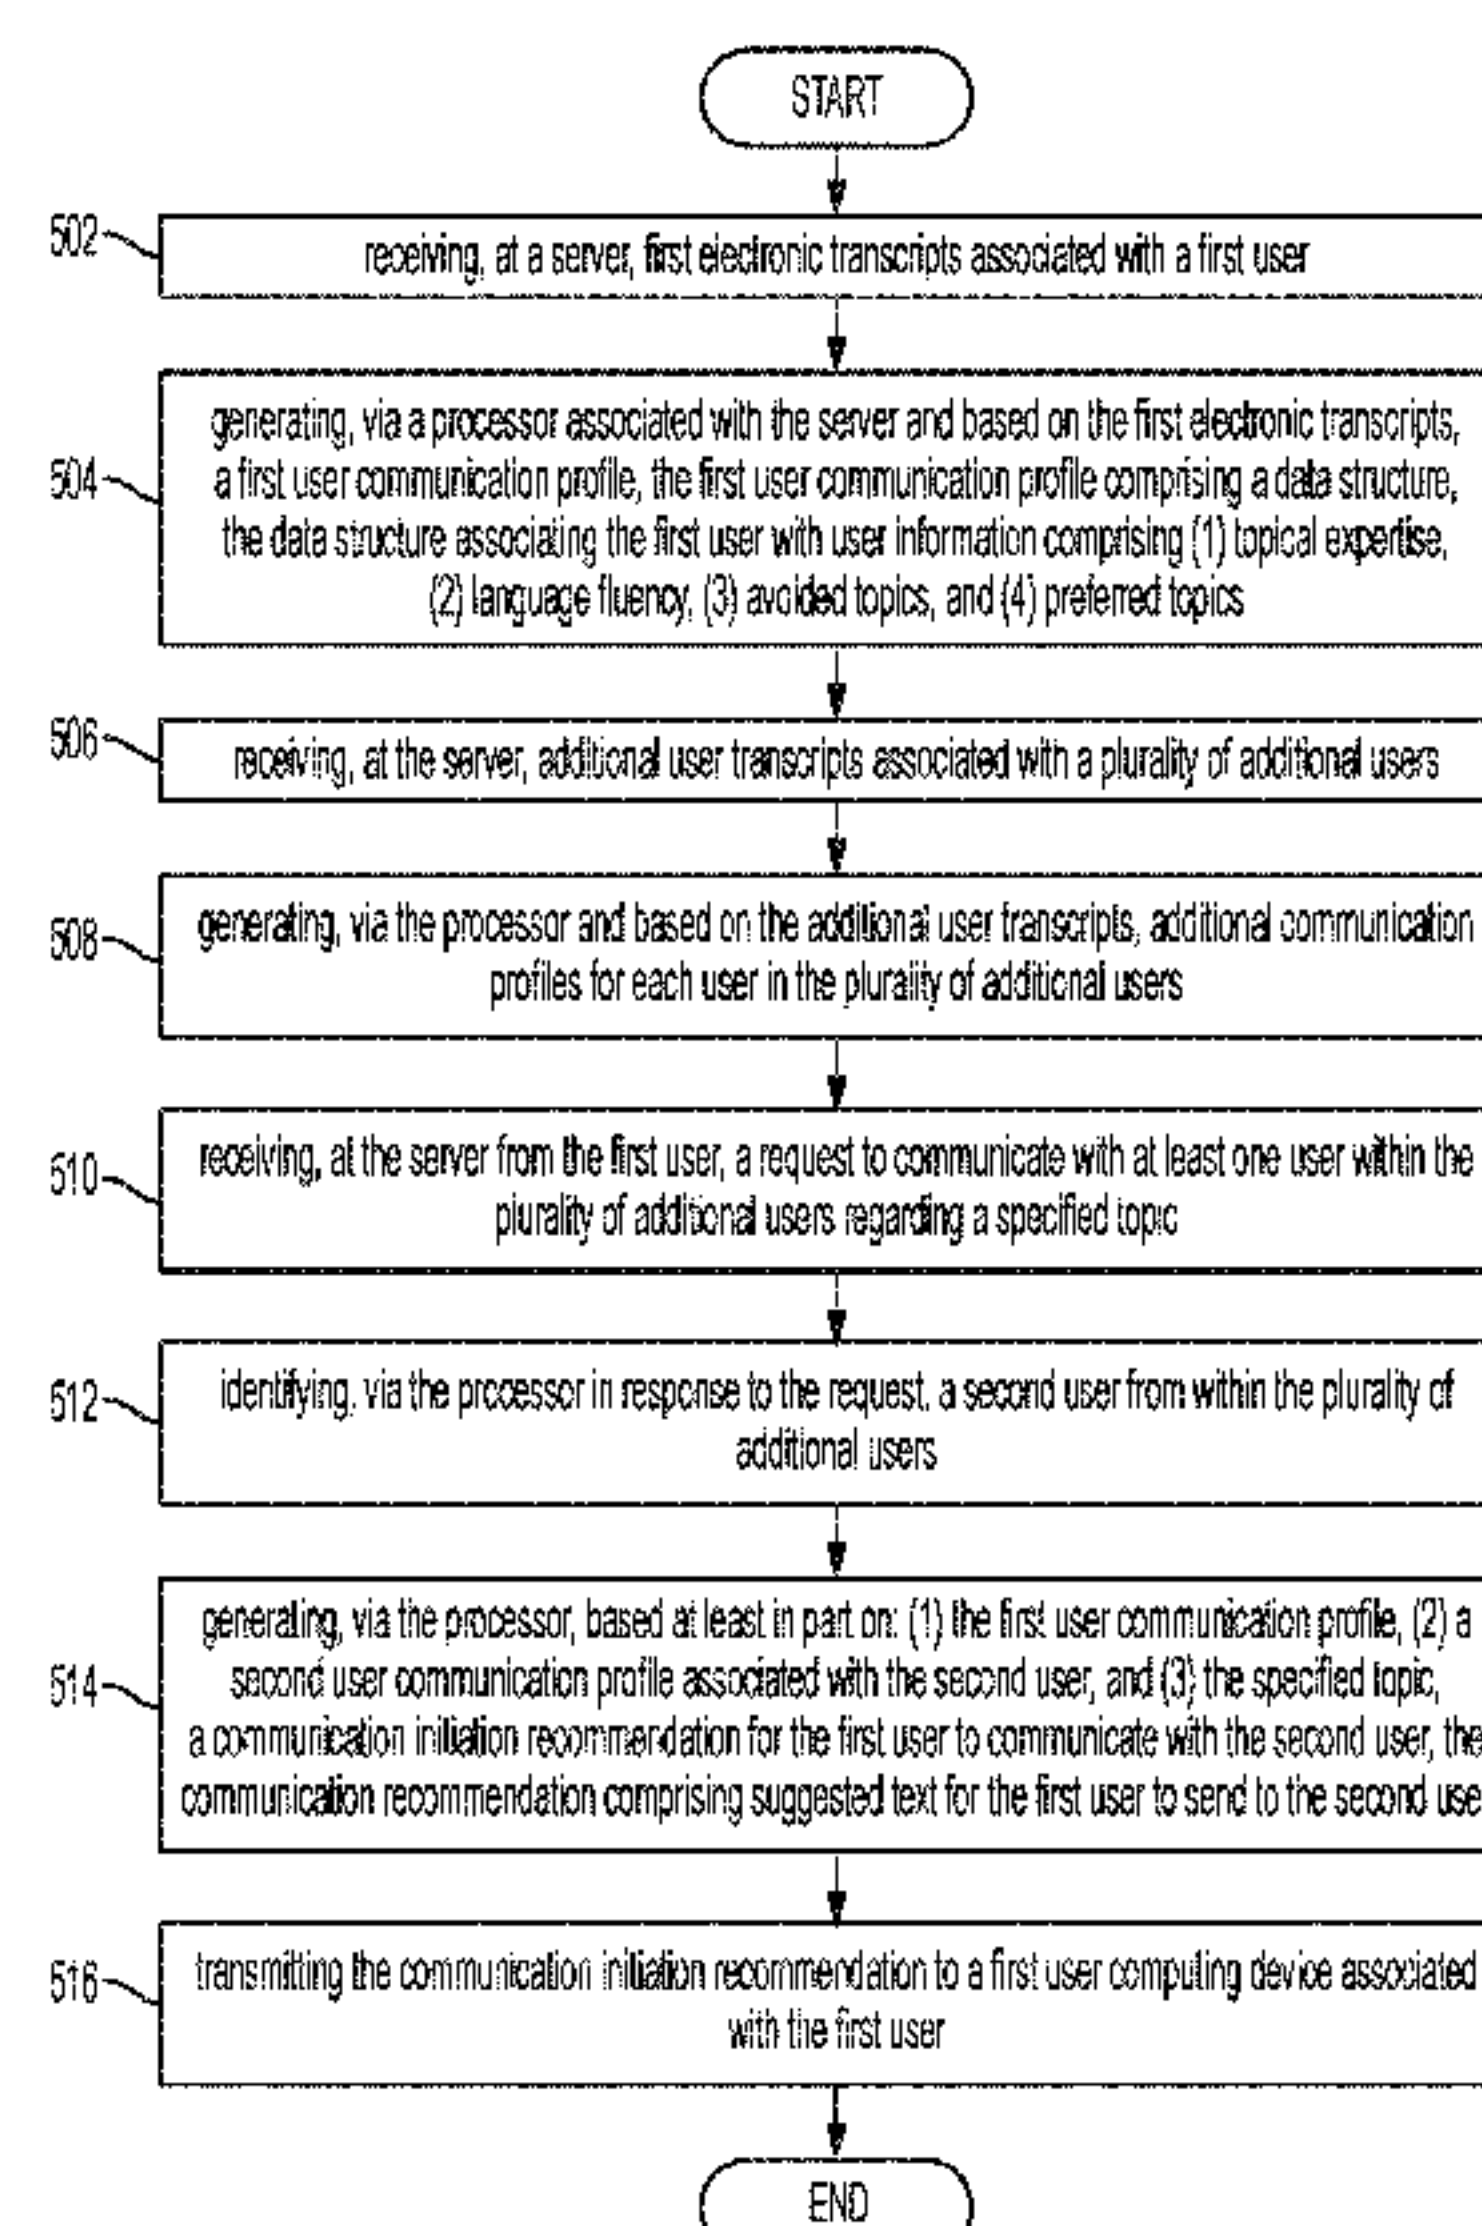 START
502
receiving, at a server, first electronic transcripts associated with a first user
504
generating, via a processor associated with the server and based on the first electronic transcripts,
a first user communication profile, the first user communication profile comprising a data structure,
the data structure associating the first user with user information comprising (1) topical expertise,
(2) language fluency, (3) avoided topics, and (4) preferred topics
506
receiving, at the server, additional user transcripts associated with a plurality of additional users
508
generating, via the processor and based on the additional user transcripts, additional communication
profiles for each user in the plurality of additional users
510
receiving, at the server from the first user, a request to communicate with at least one user within the
plurality of additional users regarding a specified topic
512
identifying, via the processor in response to the request, a second user from within the plurality of
additional users
514
generating, via the processor, based at least in part on: (1) the first user communication profile, (2) a
second user communication profile associated with the second user, and (3) the specified topic,
a communication initiation recommendation for the first user to communicate with the second user, the
communication recommendation comprising suggested text for the first user to send to the second use
516
transmitting the communication initiation recommendation to a first user computing device associated
with the first user
END